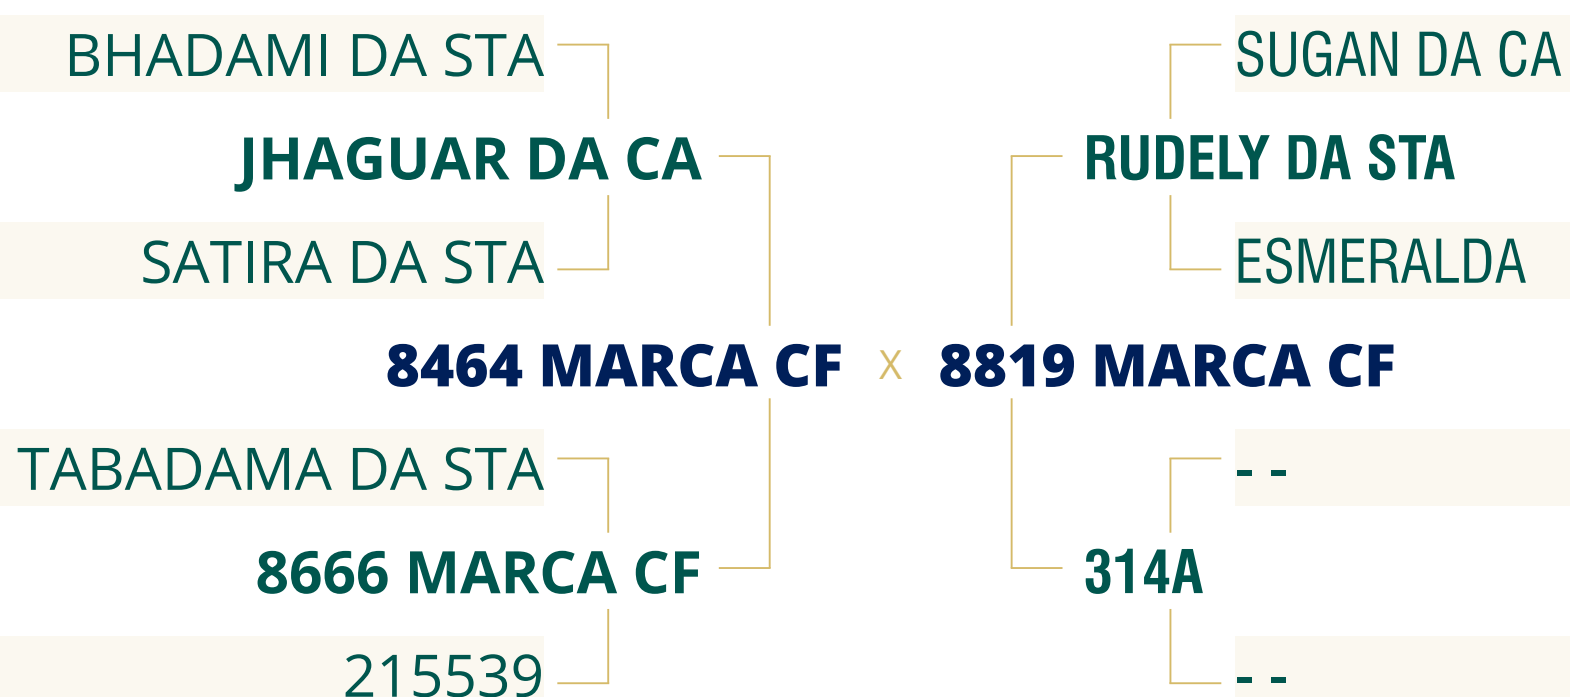 BHADAMI DA STA SUGAN DA CA
JHAGUAR DA CA RUDELY DA STA
SATIRA DA STA ESMERALDA
8464 MARCA CF X 8819 MARCA CF
TABADAMA DA STA - -
8666 MARCA CF 314A
215539 - -